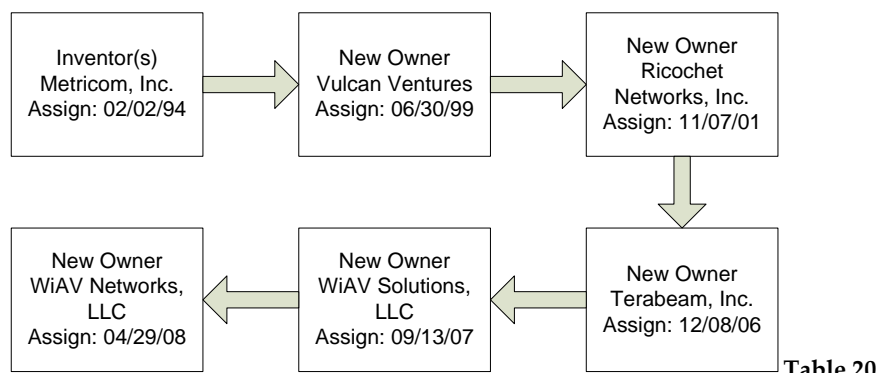 Inventor(s)
Metricom, Inc.
Assign: 02/02/94
New Owner
Vulcan Ventures
Assign: 06/30/99
New Owner
Ricochet
Networks, Inc.
Assign: 11/07/01
New Owner
Terabeam, Inc.
Assign: 12/08/06
New Owner
WiAV Solutions,
LLC
Assign: 09/13/07
New Owner
WiAV Networks,
LLC
Assign: 04/29/08
Table 20